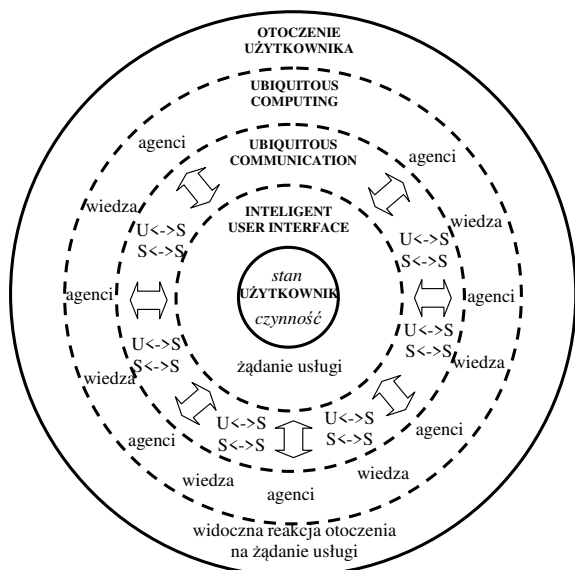 OTOCZENIE
UŻYTKOWNIKA
UBIQUITOUS
COMPUTING
agenci
UBIQUITOUS
COMMUNICATION
agenci
wiedza
INTELIGENT
USER INTERFACE
wiedza
U<->S
S<->S
U<->S
S<->S
stan
UŻYTKOWNIK
czynność
agenci
agenci
U<->S
S<->S
U<->S
S<->S
żądanie usługi
wiedza
wiedza
U<->S
S<->S
U<->S
S<->S
agenci
agenci
wiedza
wiedza
agenci
widoczna reakcja otoczenia
na żądanie usługi